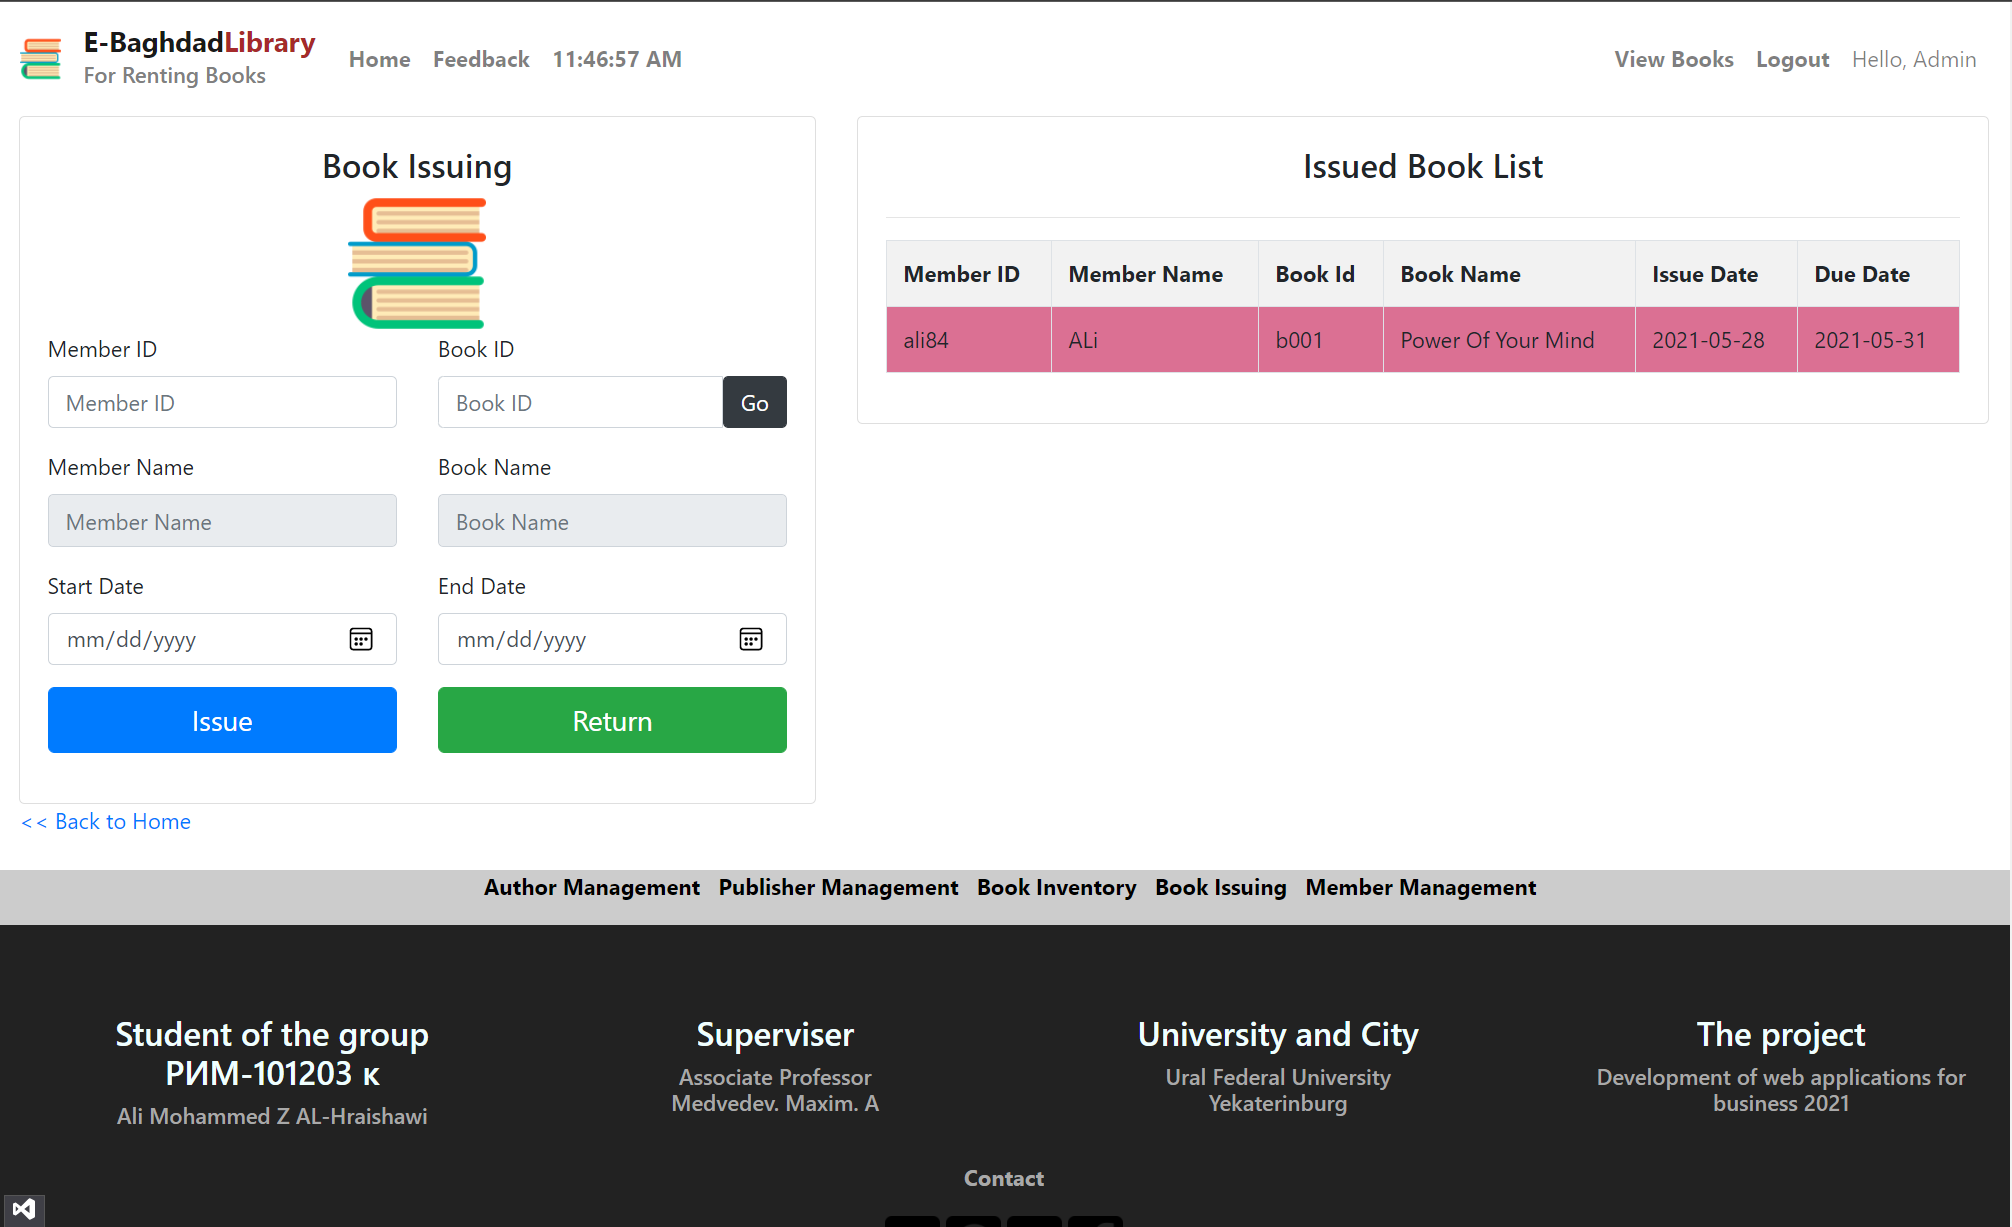 E-BaghdadLibrary
For Renting Books
Home Feedback 11:46:57 AM
View Books Logout Hello, Admin
Book Issuing
Member ID Book ID
Member ID Book ID Go
Member Name Book Name
Member Name Book Name
Start Date End Date
mm/dd/yyyy mm/dd/yyyy
Issue Return
<< Back to Home
Issued Book List
Member ID Member Name Book Id Book Name Issue Date Due Date
ali84 ALi b001 Power Of Your Mind 2021-05-28 2021-05-31
Author Management Publisher Management Book Inventory Book Issuing Member Management
Student of the group
РИМ-101203 к
Ali Mohammed Z AL-Hraishawi
Superviser
Associate Professor
Medvedev. Maxim. A
University and City
Ural Federal University
Yekaterinburg
The project
Development of web applications for
business 2021
Contact